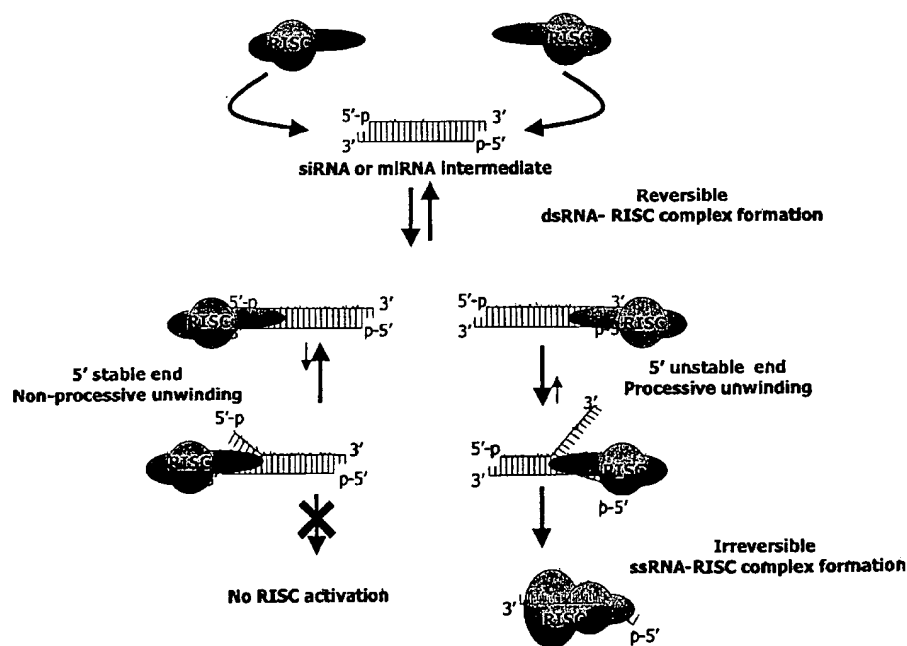 RISC RISC
5'-p 3'
3' p-5'
siRNA or miRNA intermediate
Reversible
dsRNA- RISC complex formation
5'-p 3' 5'-p 3'
RISC p-5' 3' p-5' RISC
5' stable end
Non-processive unwinding
5' unstable end
Processive unwinding
5'-p 3'
RISC 3' p-5'
5'-p
3' RISC
p-5'
No RISC activation
Irreversible
ssRNA-RISC complex formation
3' RISC
p-5'